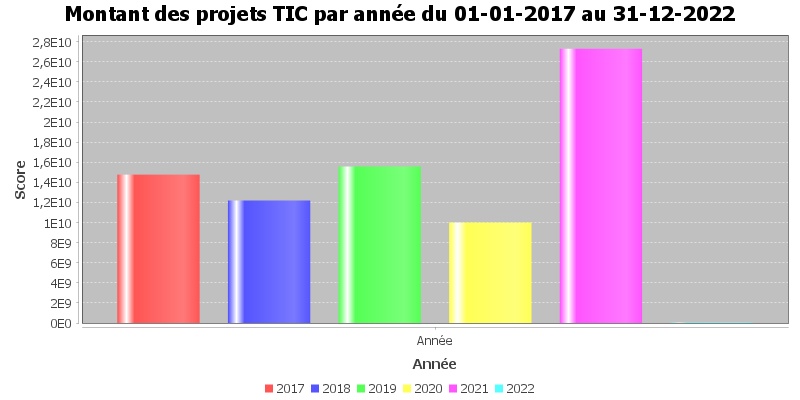 Montant des projets TIC par année du 01-01-2017 au 31-12-2022
Score
2,8E10
2,6E10
2,4E10
2,2E10
2E10
1,8E10
1,6E10
1,4E10
1,2E10
1E10
8E9
6E9
4E9
2E9
0E0
Année
Année
2017 2018 2019 2020 2021 2022